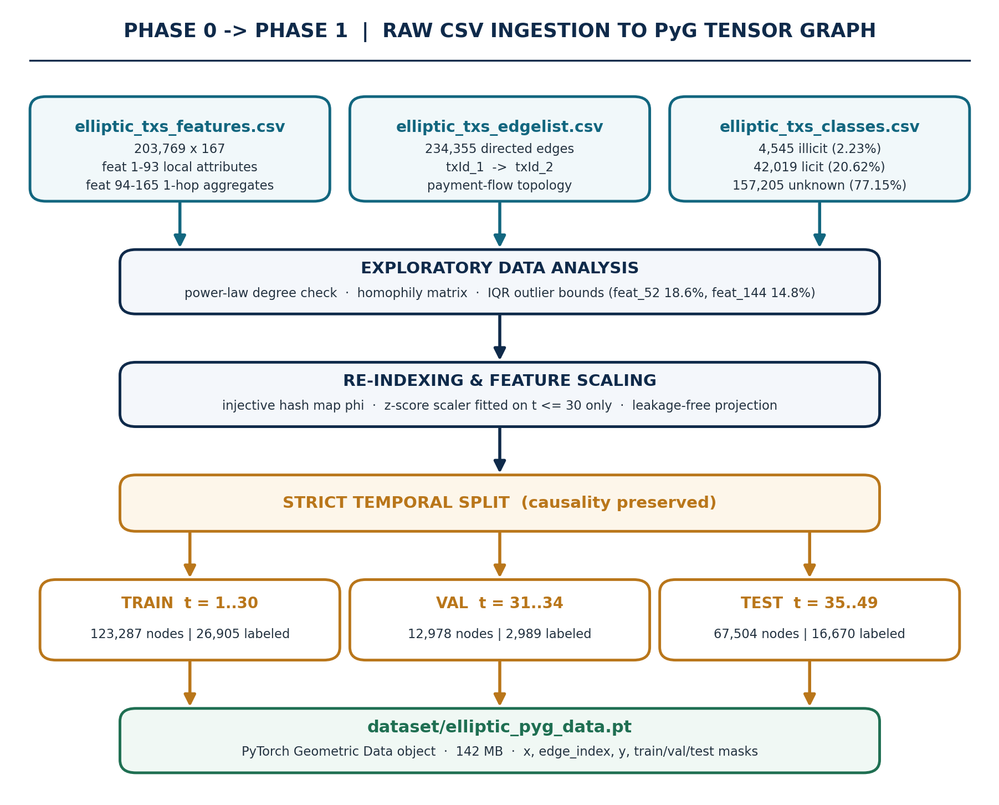 PHASE 0 -> PHASE 1 | RAW CSV INGESTION TO PyG TENSOR GRAPH
elliptic_txs_features.csv
203,769 x 167
feat 1-93 local attributes
feat 94-165 1-hop aggregates
elliptic_txs_edgelist.csv
234,355 directed edges
txId_1 -> txId_2
payment-flow topology
elliptic_txs_classes.csv
4,545 illicit (2.23%)
42,019 licit (20.62%)
157,205 unknown (77.15%)
EXPLORATORY DATA ANALYSIS
power-law degree check · homophily matrix · IQR outlier bounds (feat_52 18.6%, feat_144 14.8%)
RE-INDEXING & FEATURE SCALING
injective hash map phi · z-score scaler fitted on t <= 30 only · leakage-free projection
STRICT TEMPORAL SPLIT (causality preserved)
TRAIN t = 1..30
123,287 nodes | 26,905 labeled
VAL t = 31..34
12,978 nodes | 2,989 labeled
TEST t = 35..49
67,504 nodes | 16,670 labeled
dataset/elliptic_pyg_data.pt
PyTorch Geometric Data object · 142 MB · x, edge_index, y, train/val/test masks